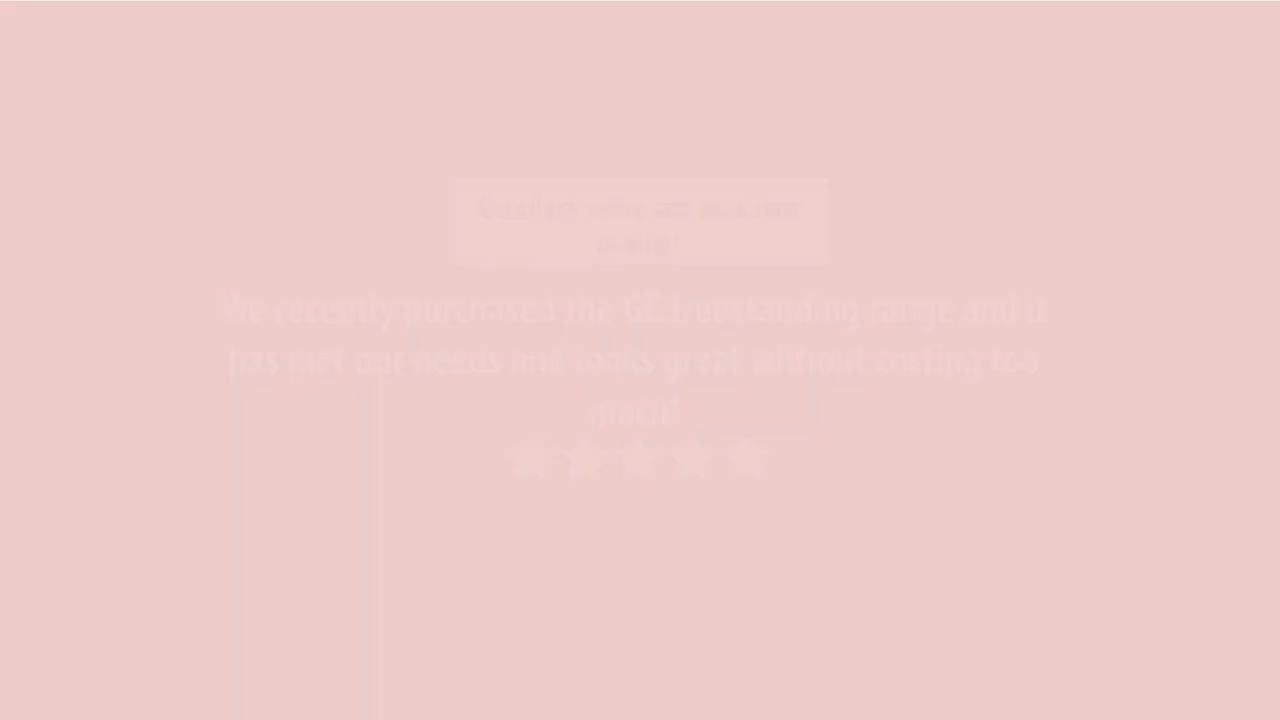 Excellent value and excellent
quality!
We recently purchased the GE freestanding range and it
has met our needs and looks great without costing too
much!